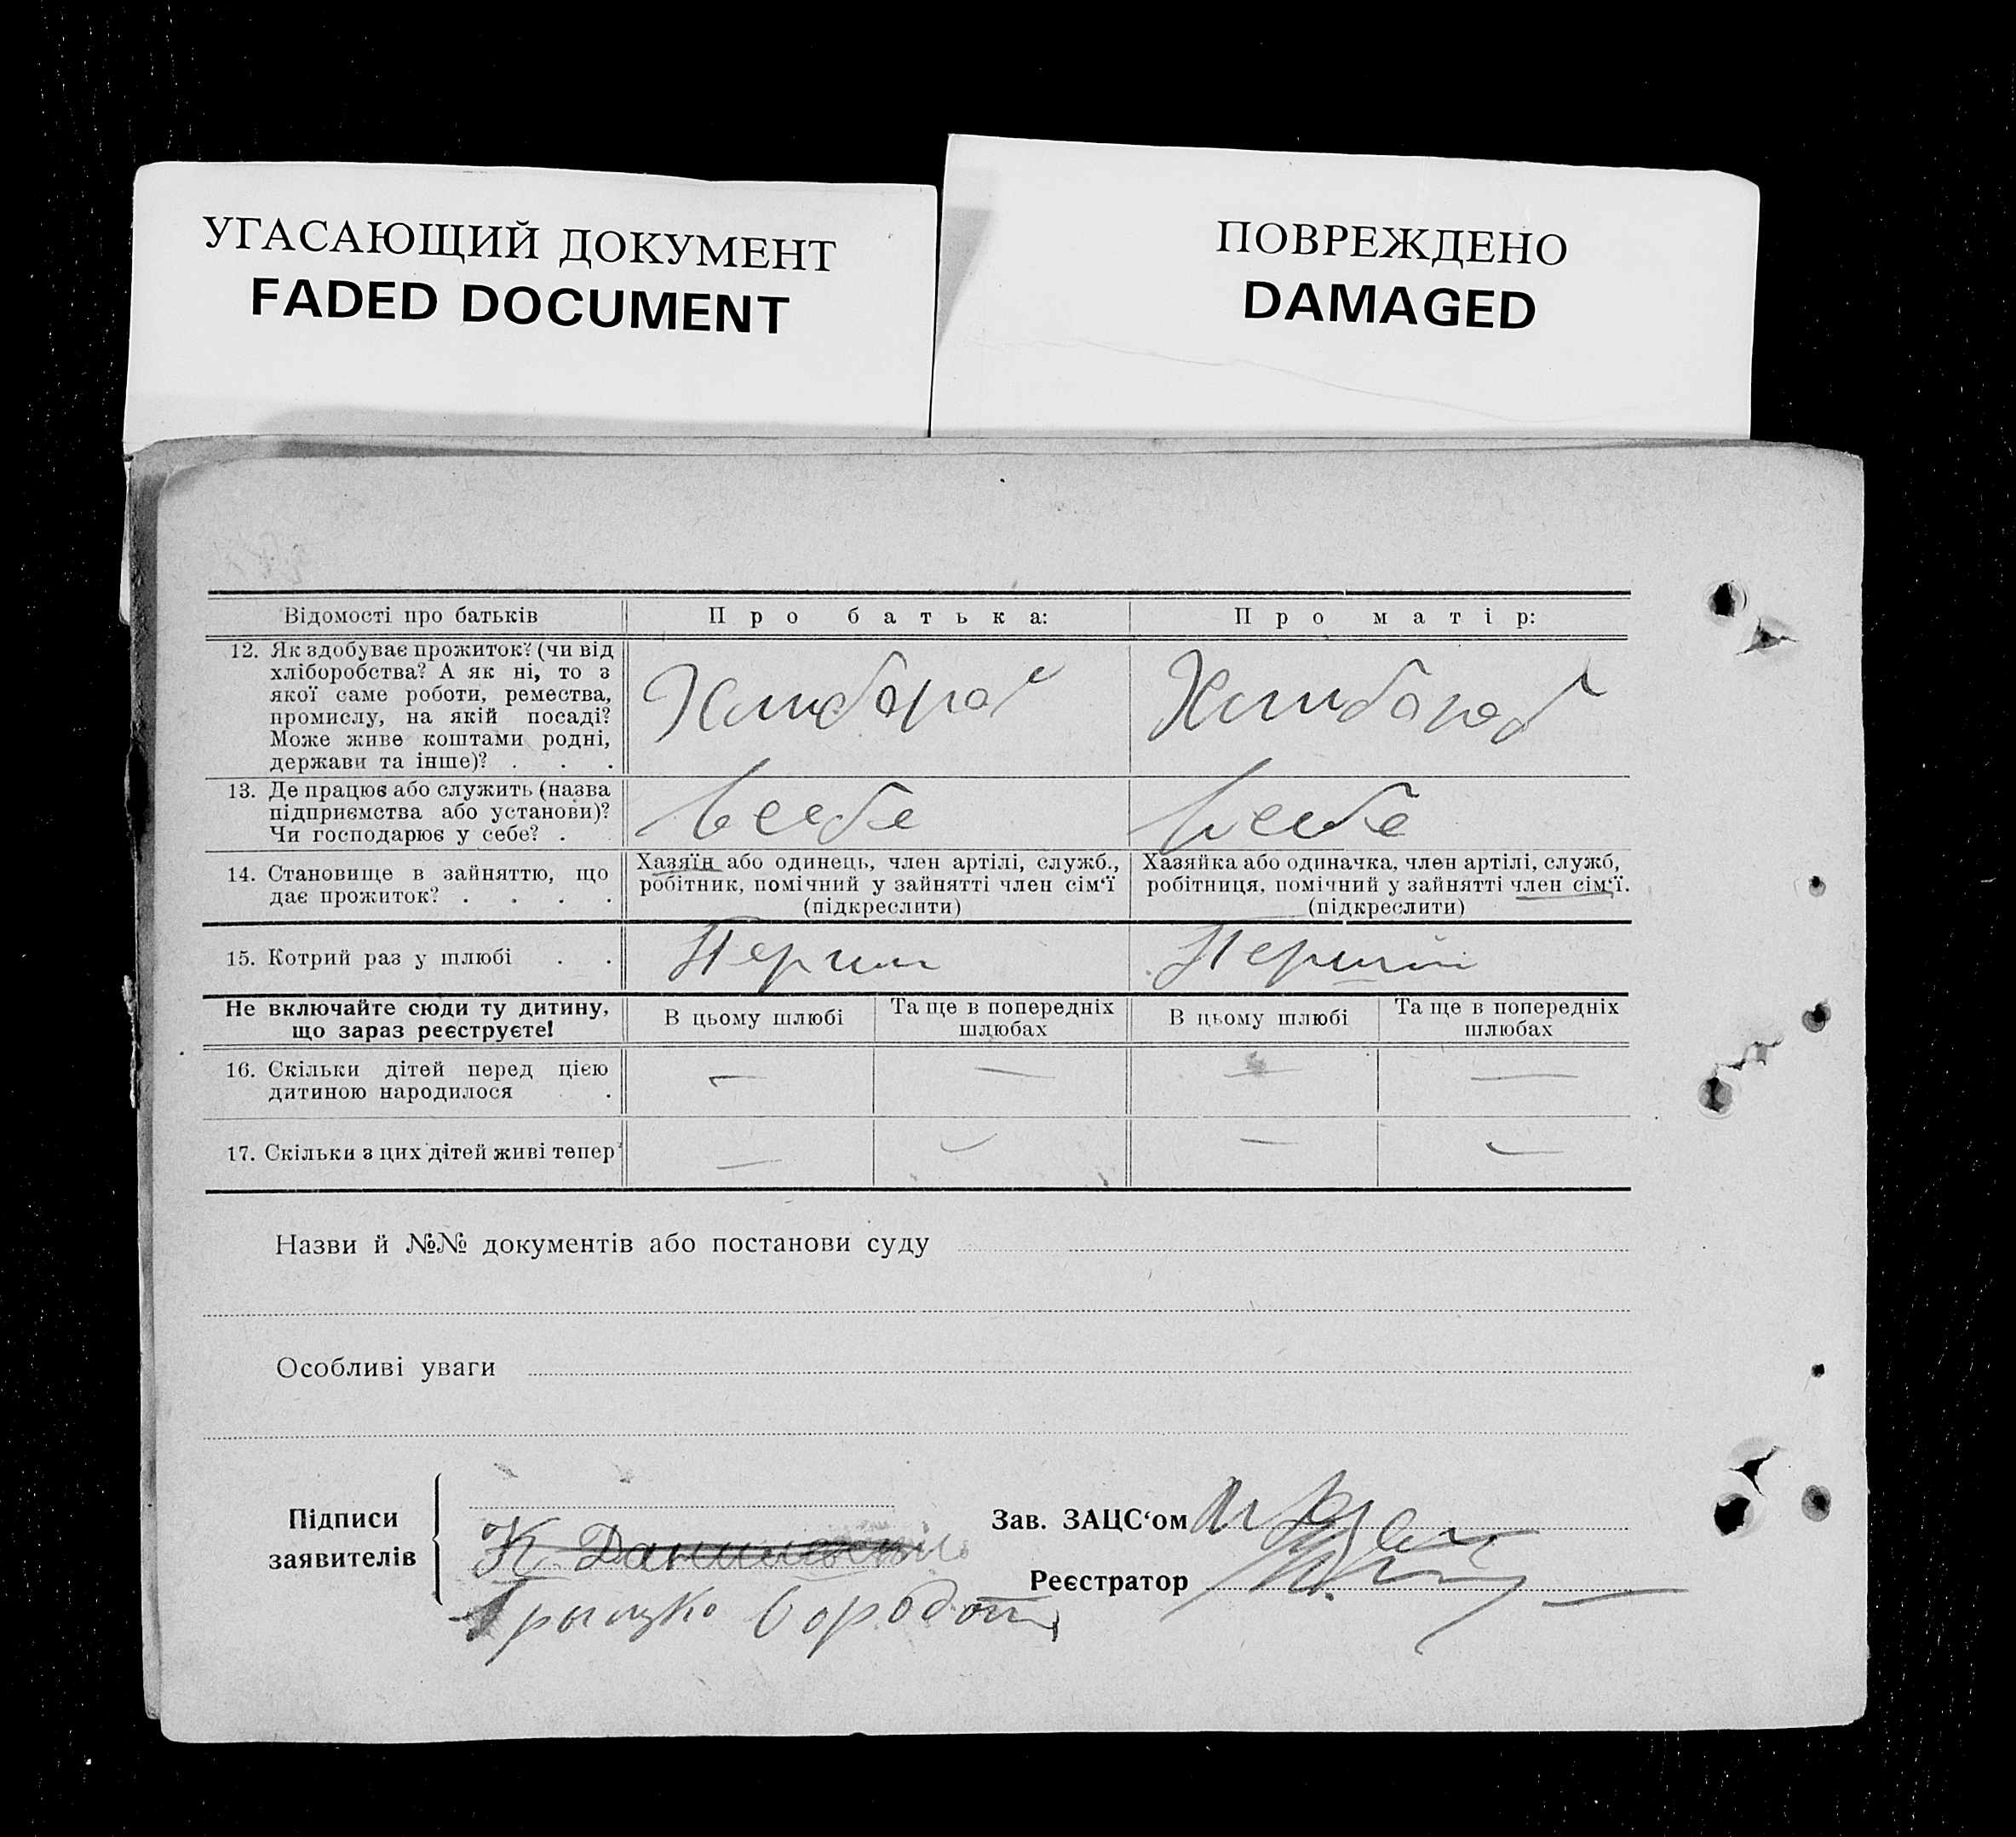 УГАСАЮЩИЙ ДОКУМЕНТ
FADED DOCUMENT
ПОВРЕЖДЕНО
DAMAGED
Відомості про батьків
Про батька:
Про матір:
12. Як здобуває прожиток? (чи від
хліборобства? А як ні, то з
якої саме роботи, ремества,
промислу, на якій посаді?
Може живе коштами родні,
держави та інше)? . . .
Хлибороб
Хлибороб
13. Де працює або служить (назва
підприємства або установи)?
Чи господарює у себе? .
в себе
в себе
14. Становище в зайняттю, що
дає прожиток? . . . .
Хазяїн або одинець, член артілі, служб.,
робітник, помічний у зайнятті член сім‘ї
(підкреслити)
Хазяйка або одиначка, член артілі, служб,
робітниця, помічний у зайнятті член сім‘ї.
(підкреслити)
15. Котрий раз у шлюбі . .
Перший
Перший
Не включайте сюди ту дитину,
що зараз реєструєте!
В цьому шлюбі
Та ще в попередніх
шлюбах
В цьому шлюбі
Та ще в попередніх
шлюбах
16. Скільки дітей перед цією
дитиною народилося .
— — — —
17. Скільки з цих дітей живі тепер?
— — — —
Назви й №№ документів або постанови суду
Особливі уваги
Підписи
заявителів
К
Грыцко
Зав. ЗАЦС‘ом
Реєстратор